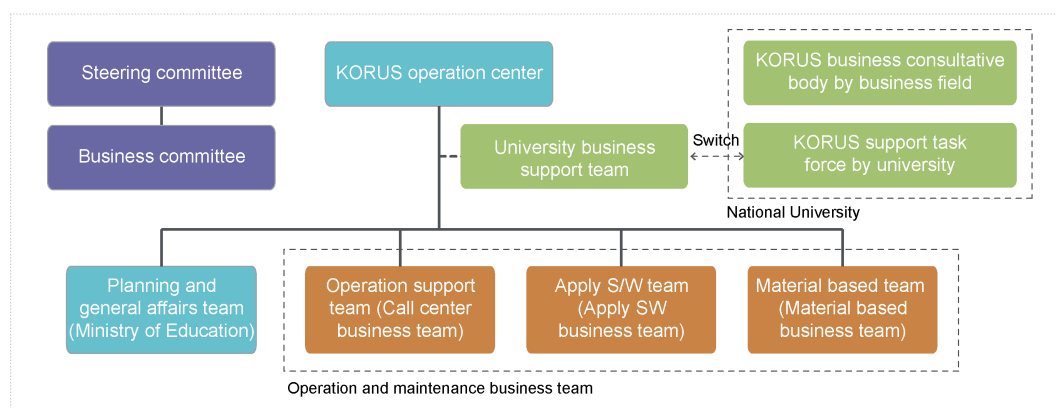 Steering committee
Business committee
KORUS operation center
University business
support team
Switch
KORUS business consultative
body by business field
KORUS support task
force by university
National University
Planning and
general affairs team
(Ministry of Education)
Operation support
team (Call center
business team)
Apply S/W team
(Apply SW
business team)
Material based team
(Material based
business team)
Operation and maintenance business team